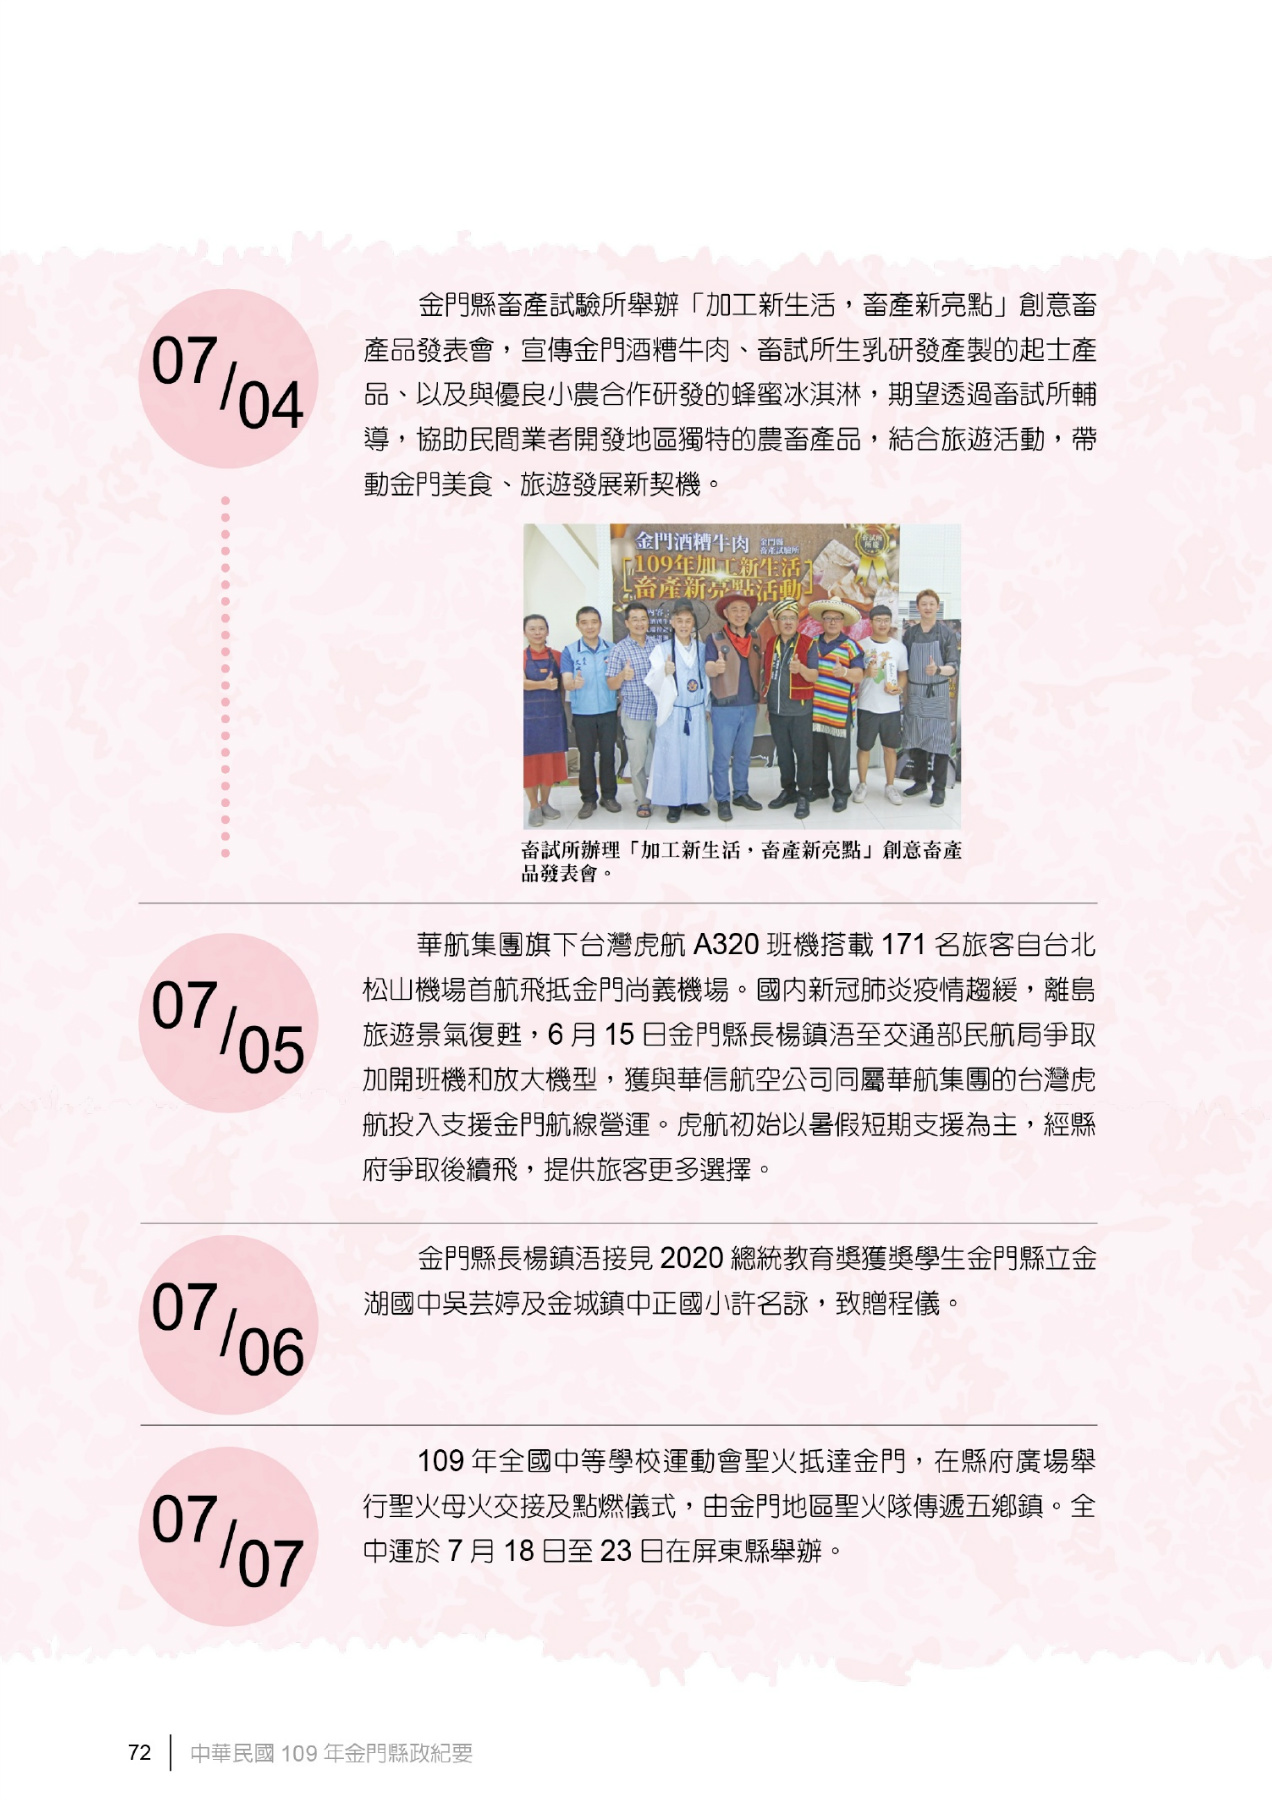 07/04
金門縣畜產試驗所舉辦「加工新生活，畜產新亮點」創意畜
產品發表會，宣傳金門酒糟牛肉、畜試所生乳研發產製的起士產
品、以及與優良小農合作研發的蜂蜜冰淇淋，期望透過畜試所輔
導，協助民間業者開發地區獨特的農畜產品，結合旅遊活動，帶
動金門美食、旅遊發展新契機。
金門酒糟牛肉 金門縣
畜產試驗所
109年加工新生活
畜產新亮點活動
畜試所辦理「加工新生活，畜產新亮點」創意畜產
品發表會。
07/05
華航集團旗下台灣虎航 A320 班機搭載 171 名旅客自台北
松山機場首航飛抵金門尚義機場。國內新冠肺炎疫情趨緩，離島
旅遊景氣復甦，6 月 15 日金門縣長楊鎮浯至交通部民航局爭取
加開班機和放大機型，獲與華信航空公司同屬華航集團的台灣虎
航投入支援金門航線營運。虎航初始以暑假短期支援為主，經縣
府爭取後續飛，提供旅客更多選擇。
07/06
金門縣長楊鎮浯接見 2020 總統教育獎獲獎學生金門縣立金
湖國中吳芸婷及金城鎮中正國小許名詠，致贈程儀。
07/07
109 年全國中等學校運動會聖火抵達金門，在縣府廣場舉
行聖火母火交接及點燃儀式，由金門地區聖火隊傳遞五鄉鎮。全
中運於 7 月 18 日至 23 日在屏東縣舉辦。
72 中華民國 109 年金門縣政紀要